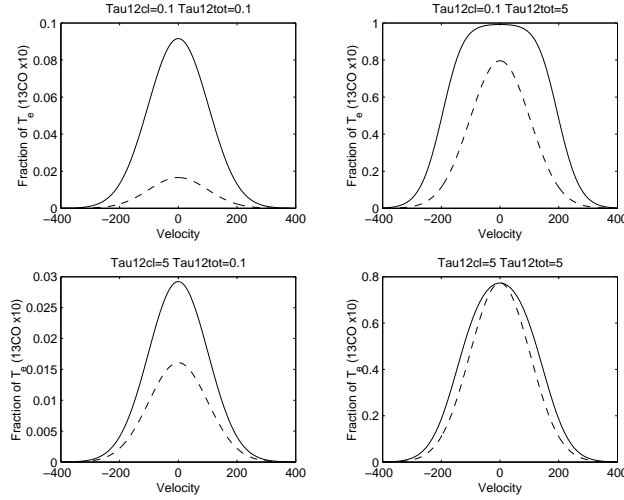 Tau12cl=0.1 Tau12tot=0.1
0.1
0.08
0.06
0.04
0.02
0
Fraction of T_e (13CO x10)
−400 −200 0 200 400
Velocity
Tau12cl=0.1 Tau12tot=5
1
0.8
0.6
0.4
0.2
0
Fraction of T_e (13CO x10)
−400 −200 0 200 400
Velocity
Tau12cl=5 Tau12tot=0.1
0.03
0.025
0.02
0.015
0.01
0.005
0
Fraction of T_e (13CO x10)
−400 −200 0 200 400
Velocity
Tau12cl=5 Tau12tot=5
0.8
0.6
0.4
0.2
0
Fraction of T_e (13CO x10)
−400 −200 0 200 400
Velocity